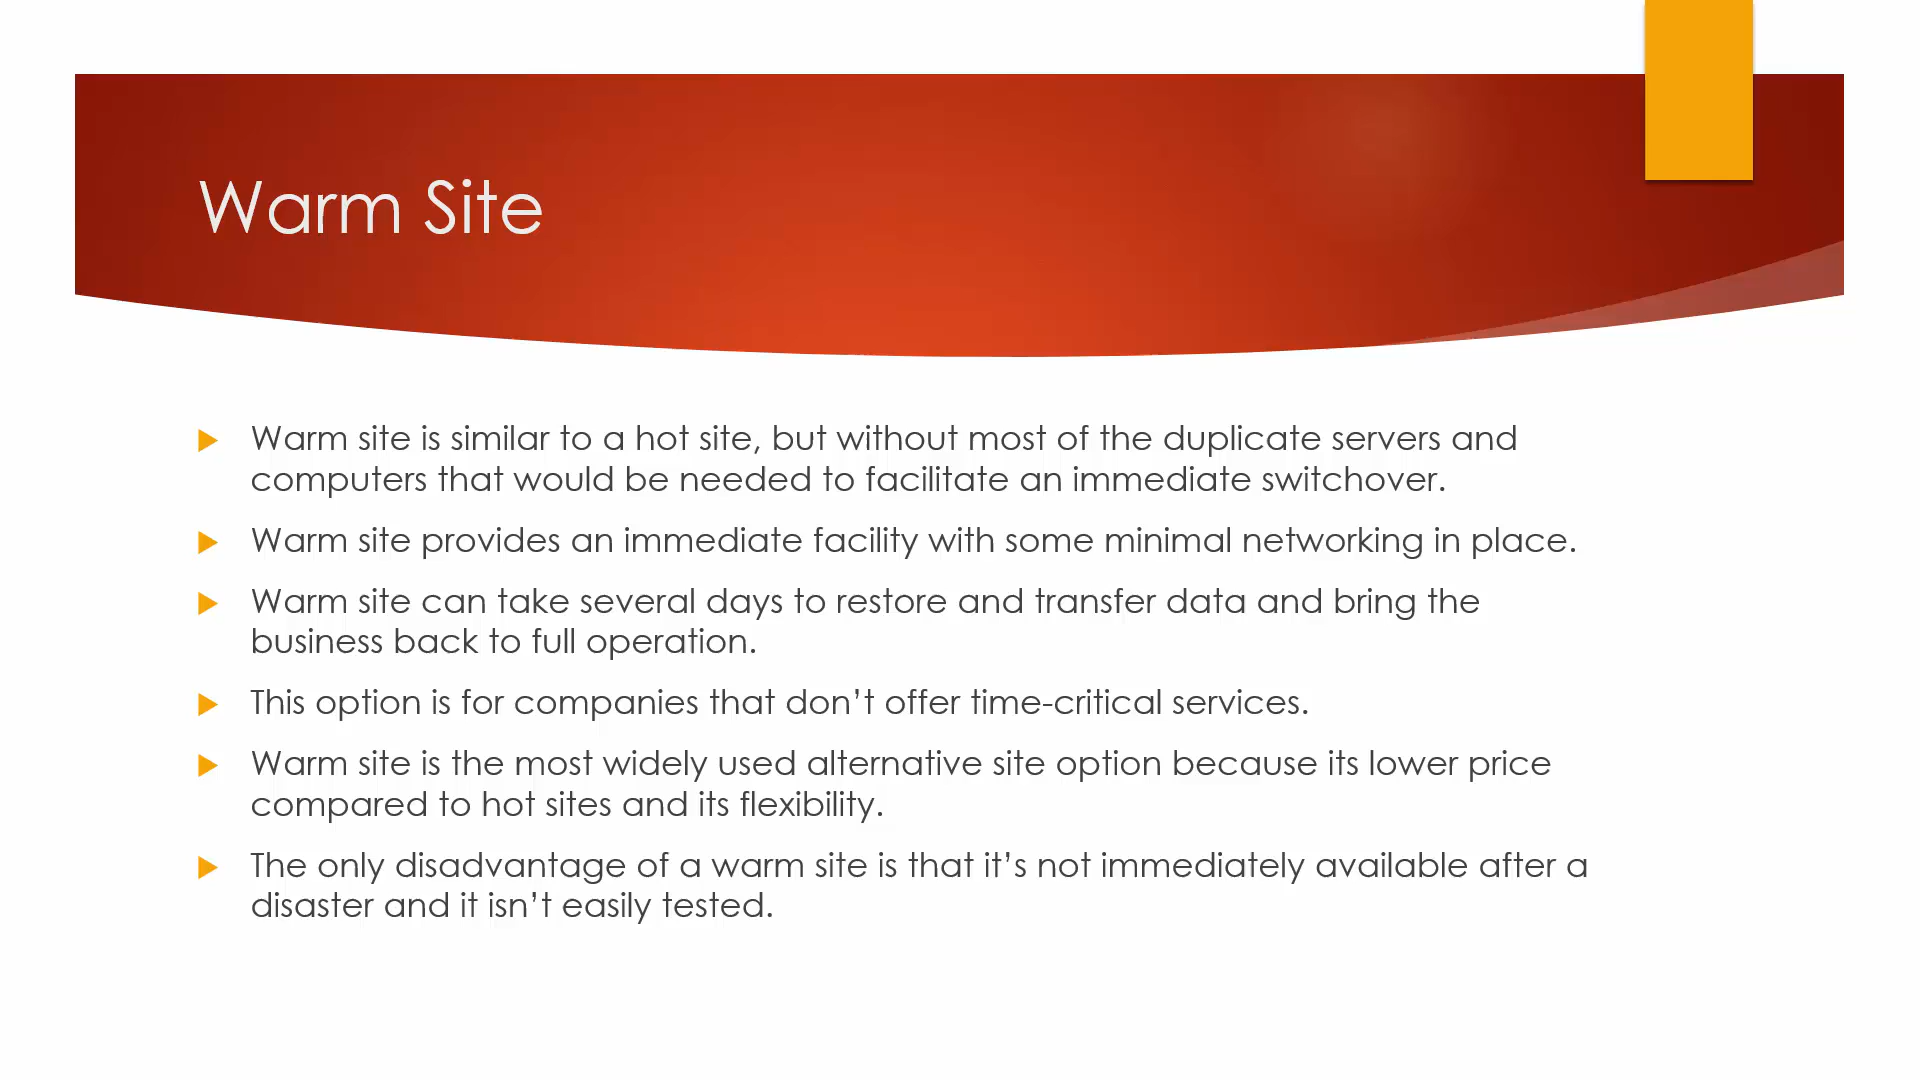 Warm Site
Warm site is similar to a hot site, but without most of the duplicate servers and
computers that would be needed to facilitate an immediate switchover.
Warm site provides an immediate facility with some minimal networking in place.
Warm site can take several days to restore and transfer data and bring the
business back to full operation.
This option is for companies that don’t offer time-critical services.
Warm site is the most widely used alternative site option because its lower price
compared to hot sites and its flexibility.
The only disadvantage of a warm site is that it’s not immediately available after a
disaster and it isn’t easily tested.